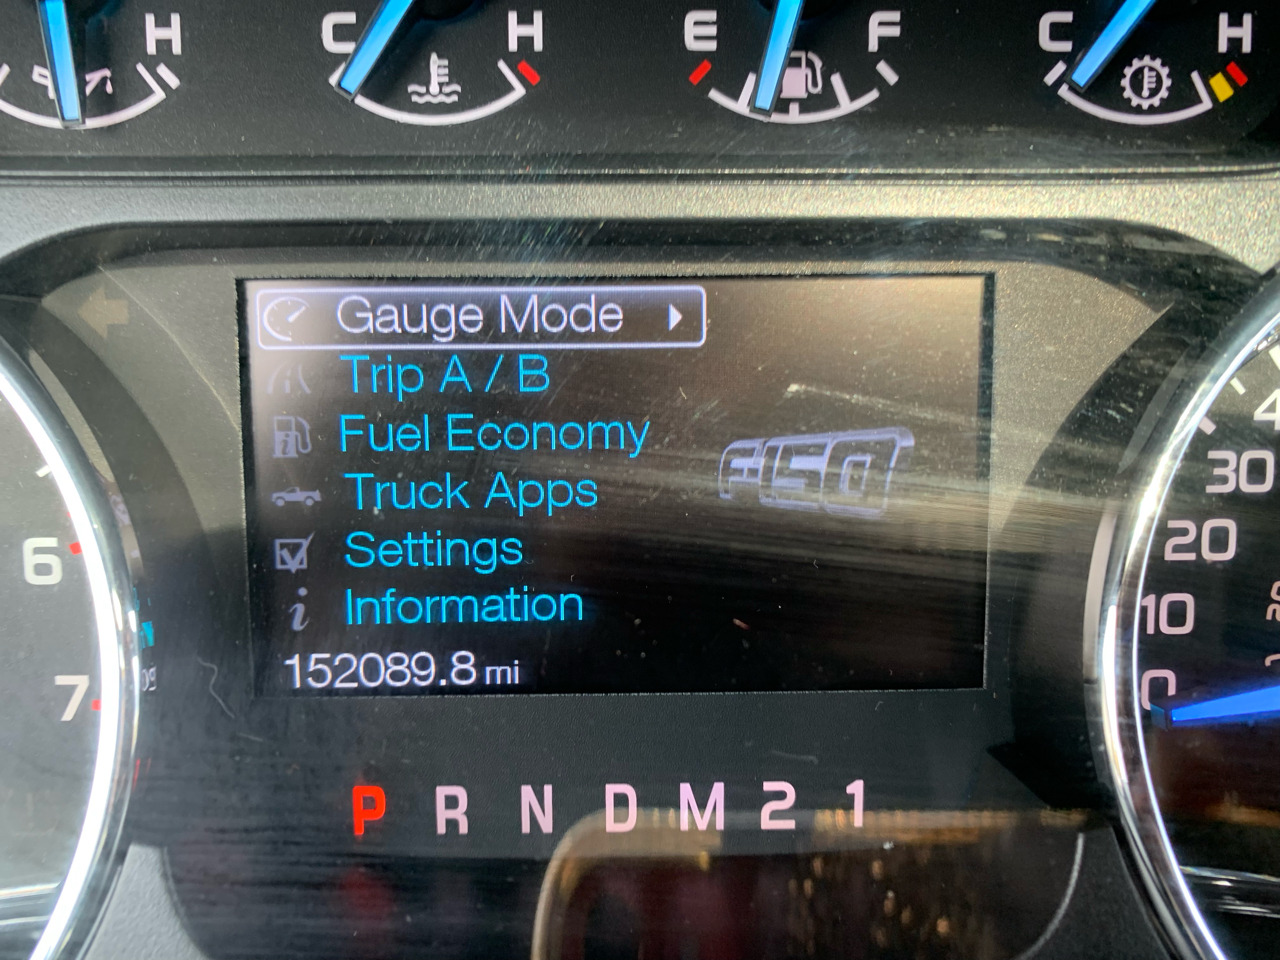 H
C H
E F
C H
Gauge Mode
Trip A / B
Fuel Economy
Truck Apps
Settings
Information
F150
152089.8 mi
P R N D M 2 1
6
7
30
20
10
0